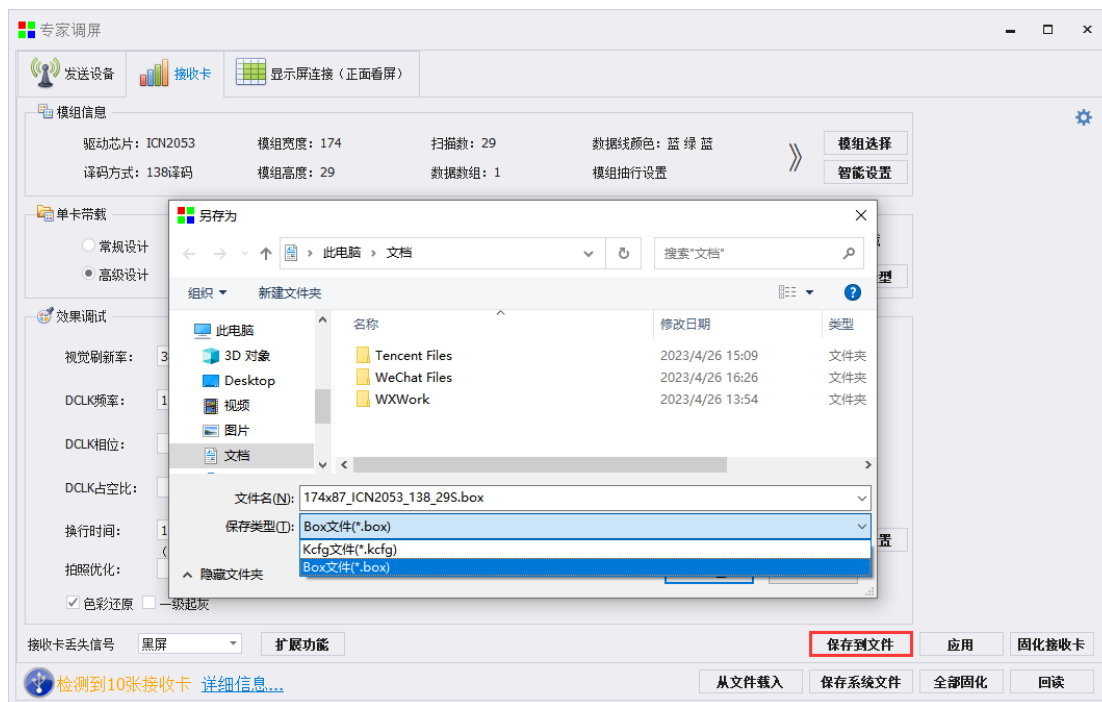 专家调屏
发送设备 接收卡 显示屏连接（正面看屏）
模组信息
驱动芯片：ICN2053 模组宽度：174 扫描数：29 数据线颜色：蓝 绿 蓝 》 模组选择
译码方式：138译码 模组高度：29 数据数组：1 模组抽行设置 智能设置
单卡带载
常规设计
高级设计 型
另存为
此电脑 › 文档 搜索"文档"
组织 新建文件夹
名称 修改日期 类型
此电脑
3D 对象
Desktop
视频
图片
文档
Tencent Files 2023/4/26 15:09 文件夹
WeChat Files 2023/4/26 16:26 文件夹
WXWork 2023/4/26 13:54 文件夹
文件名(N): 174x87_ICN2053_138_29S.box
保存类型(T): Box文件(*.box)
Kcfg文件(*.kcfg)
Box文件(*.box)
隐藏文件夹
效果调试
视觉刷新率： 3
DCLK频率： 1
DCLK相位：
DCLK占空比：
换行时间： 1 置
拍照优化：
色彩还原 一级起灰
接收卡丢失信号 黑屏 扩展功能 保存到文件 应用 固化接收卡
检测到10张接收卡 详细信息... 从文件载入 保存系统文件 全部固化 回读